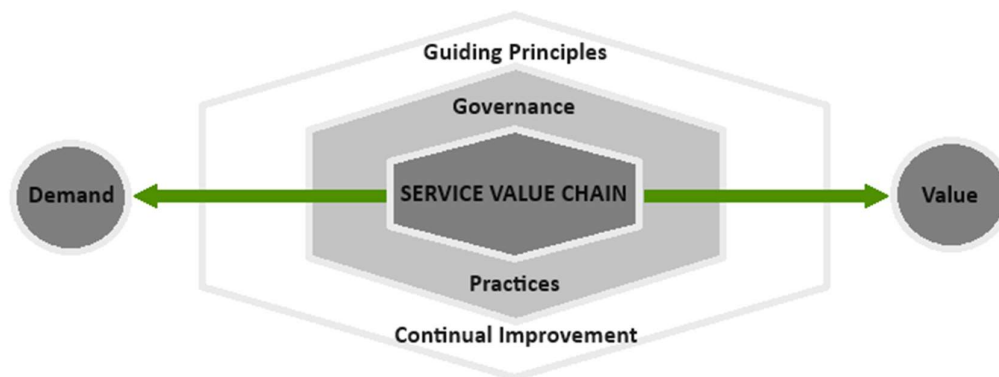 Guiding Principles
Governance
Demand
SERVICE VALUE CHAIN
Value
Practices
Continual Improvement